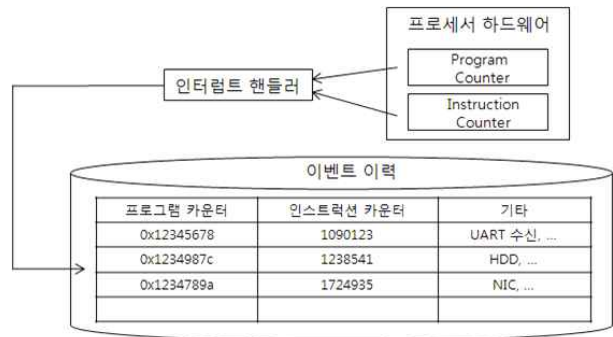 프로세서 하드웨어
Program
Counter
인터럽트 핸들러
Instruction
Counter
이벤트 이력
프로그램 카운터 인스트럭션 카운터 기타
0x12345678 1090123 UART 수신, ...
0x1234987c 1238541 HDD, ...
0x1234789a 1724935 NIC, ...